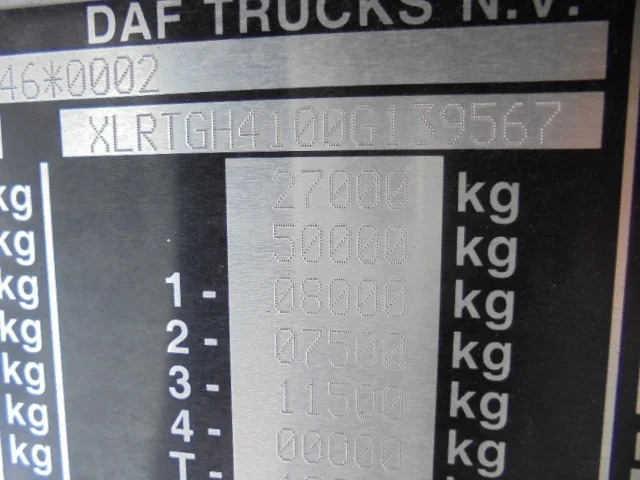 DAF TRUCKS N.V.
46*0002
XLRTGH4100G139567
kg 27000 kg
kg 50000 kg
kg 1- 08000 kg
kg 2- 07500 kg
kg 3- 11500 kg
kg 4- 00000 kg
kg T- kg